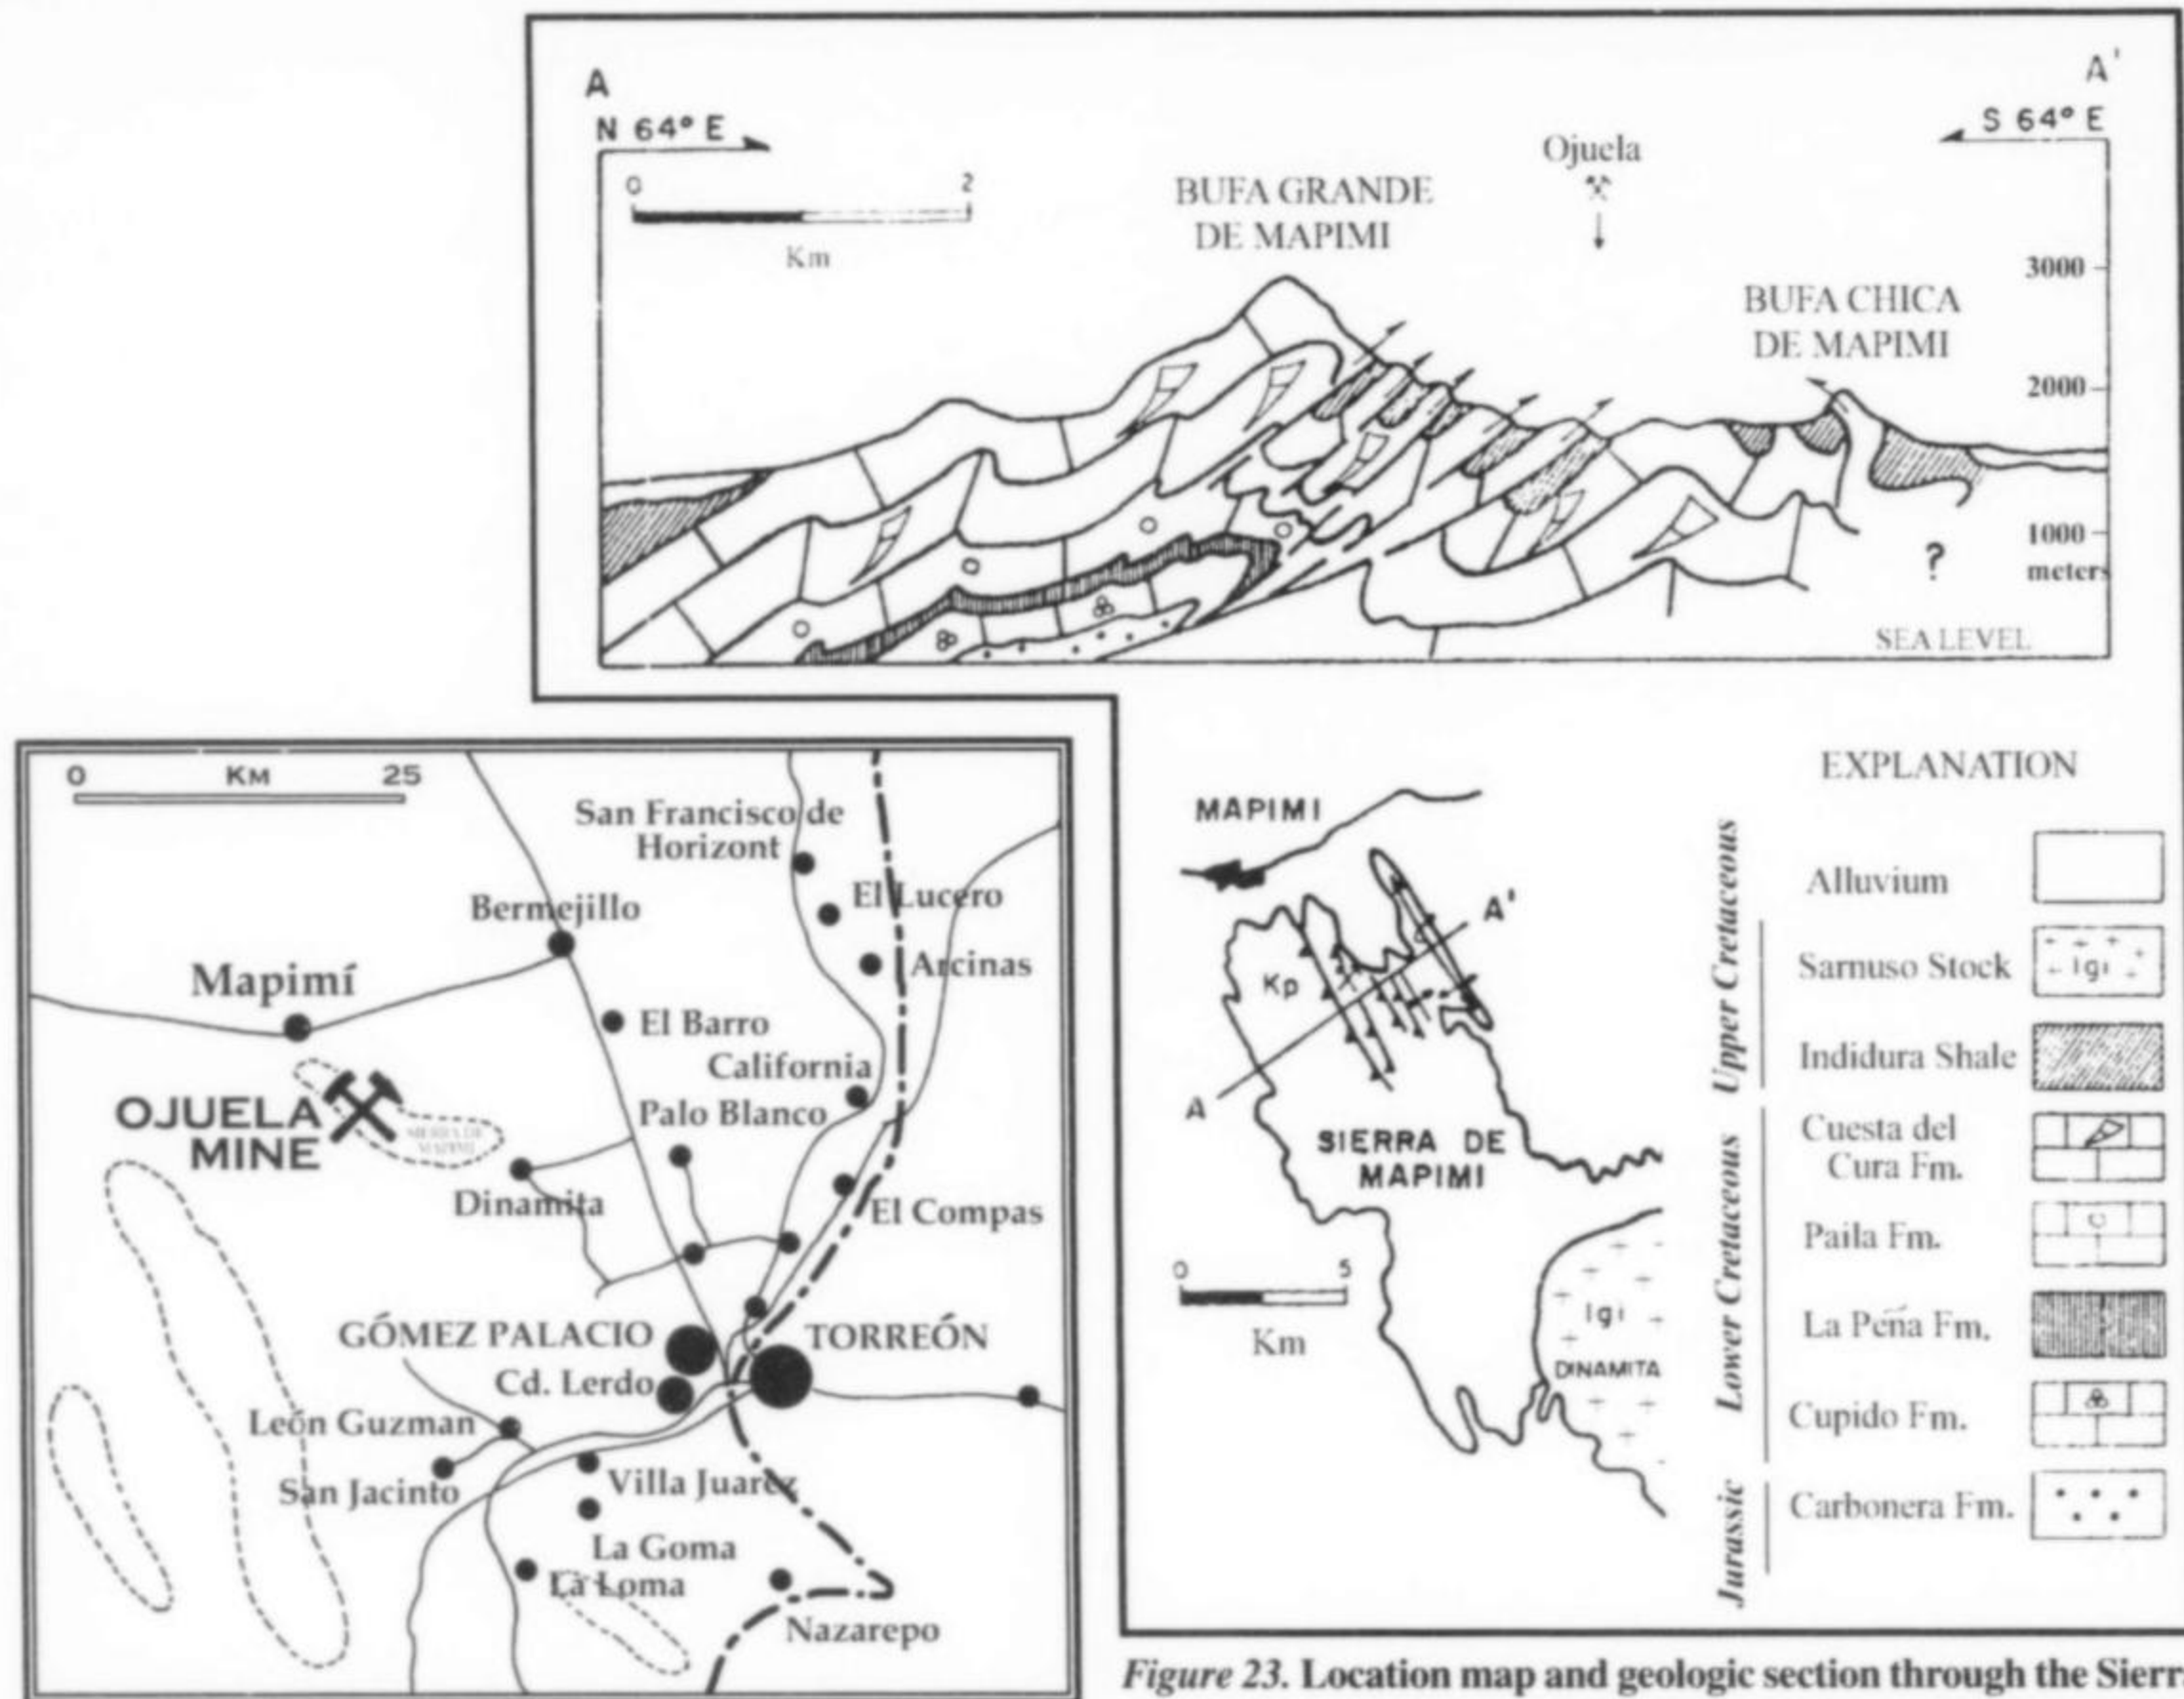 A
A'
N 64° E
S 64° E
0
2
Km
BUFA GRANDE
DE MAPIMI
Ojuela
BUFA CHICA
DE MAPIMI
3000
2000
1000
meters
?
SEA LEVEL
0
KM
25
San Francisco de
Horizont
El Lucero
Bermejillo
Arcinas
Mapimí
El Barro
California
OJUELA
MINE
SIERRA DE
MAPIMI
Palo Blanco
Dinamita
El Compas
GÓMEZ PALACIO
TORREÓN
Cd. Lerdo
León Guzman
San Jacinto
Villa Juarez
La Goma
La Loma
Nazarepo
MAPIMI
A'
Kp
A
SIERRA DE
MAPIMI
0
5
Km
Igi
DINAMITA
EXPLANATION
Upper Cretaceous
Lower Cretaceous
Jurassic
Alluvium
Sarnuso Stock
Igi
Indidura Shale
Cuesta del
Cura Fm.
Paila Fm.
La Peña Fm.
Cupido Fm.
Carbonera Fm.
Figure 23. Location map and geologic section through the Sierr